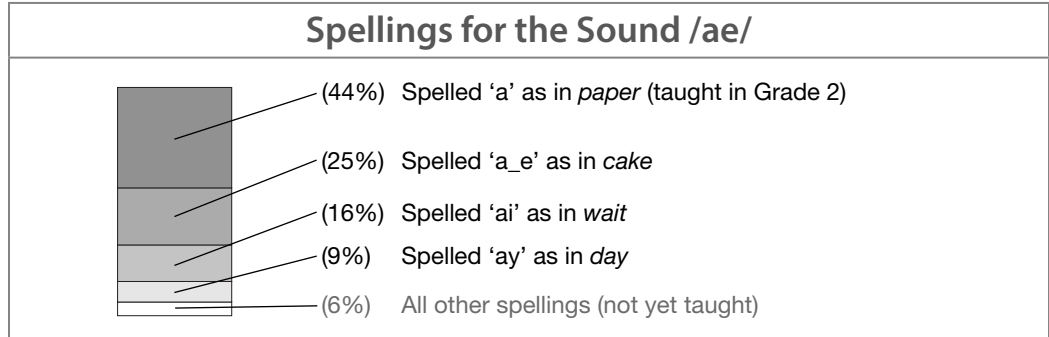 Spellings for the Sound /ae/
(44%) Spelled ‘a’ as in paper (taught in Grade 2)
(25%) Spelled ‘a_e’ as in cake
(16%) Spelled ‘ai’ as in wait
(9%) Spelled ‘ay’ as in day
(6%) All other spellings (not yet taught)